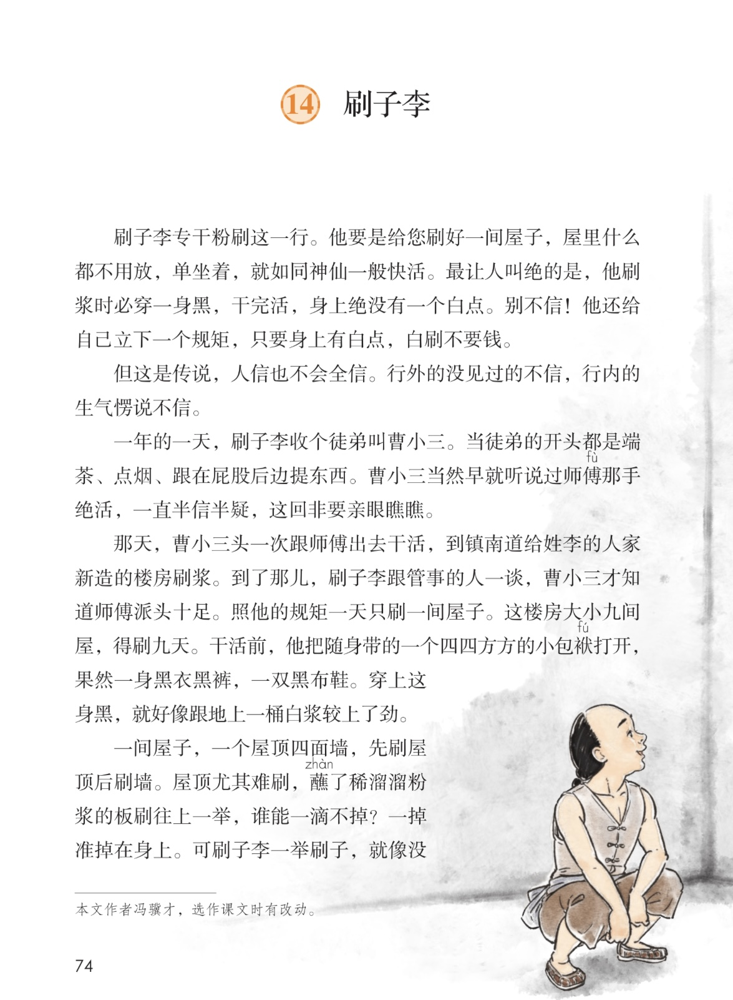 14 刷子李
刷子李专干粉刷这一行。他要是给您刷好一间屋子，屋里什么
都不用放，单坐着，就如同神仙一般快活。最让人叫绝的是，他刷
浆时必穿一身黑，干完活，身上绝没有一个白点。别不信！他还给
自己立下一个规矩，只要身上有白点，白刷不要钱。
但这是传说，人信也不会全信。行外的没见过的不信，行内的
生气愣说不信。
一年的一天，刷子李收个徒弟叫曹小三。当徒弟的开头都是端
fù
茶、点烟、跟在屁股后边提东西。曹小三当然早就听说过师傅那手
绝活，一直半信半疑，这回非要亲眼瞧瞧。
那天，曹小三头一次跟师傅出去干活，到镇南道给姓李的人家
新造的楼房刷浆。到了那儿，刷子李跟管事的人一谈，曹小三才知
道师傅派头十足。照他的规矩一天只刷一间屋子。这楼房大小九间
fú
屋，得刷九天。干活前，他把随身带的一个四四方方的小包袱打开，
果然一身黑衣黑裤，一双黑布鞋。穿上这
身黑，就好像跟地上一桶白浆较上了劲。
一间屋子，一个屋顶四面墙，先刷屋
zhàn
顶后刷墙。屋顶尤其难刷，蘸了稀溜溜粉
浆的板刷往上一举，谁能一滴不掉？一掉
准掉在身上。可刷子李一举刷子，就像没
本文作者冯骥才，选作课文时有改动。
74